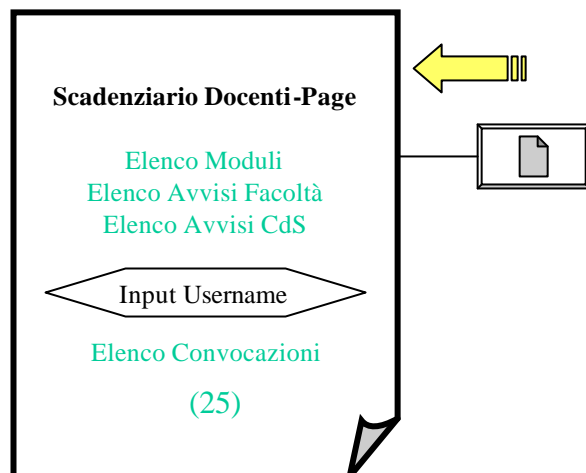 Scadenziario Docenti-Page
Elenco Moduli
Elenco Avvisi Facoltà
Elenco Avvisi CdS
Input Username
Elenco Convocazioni
(25)